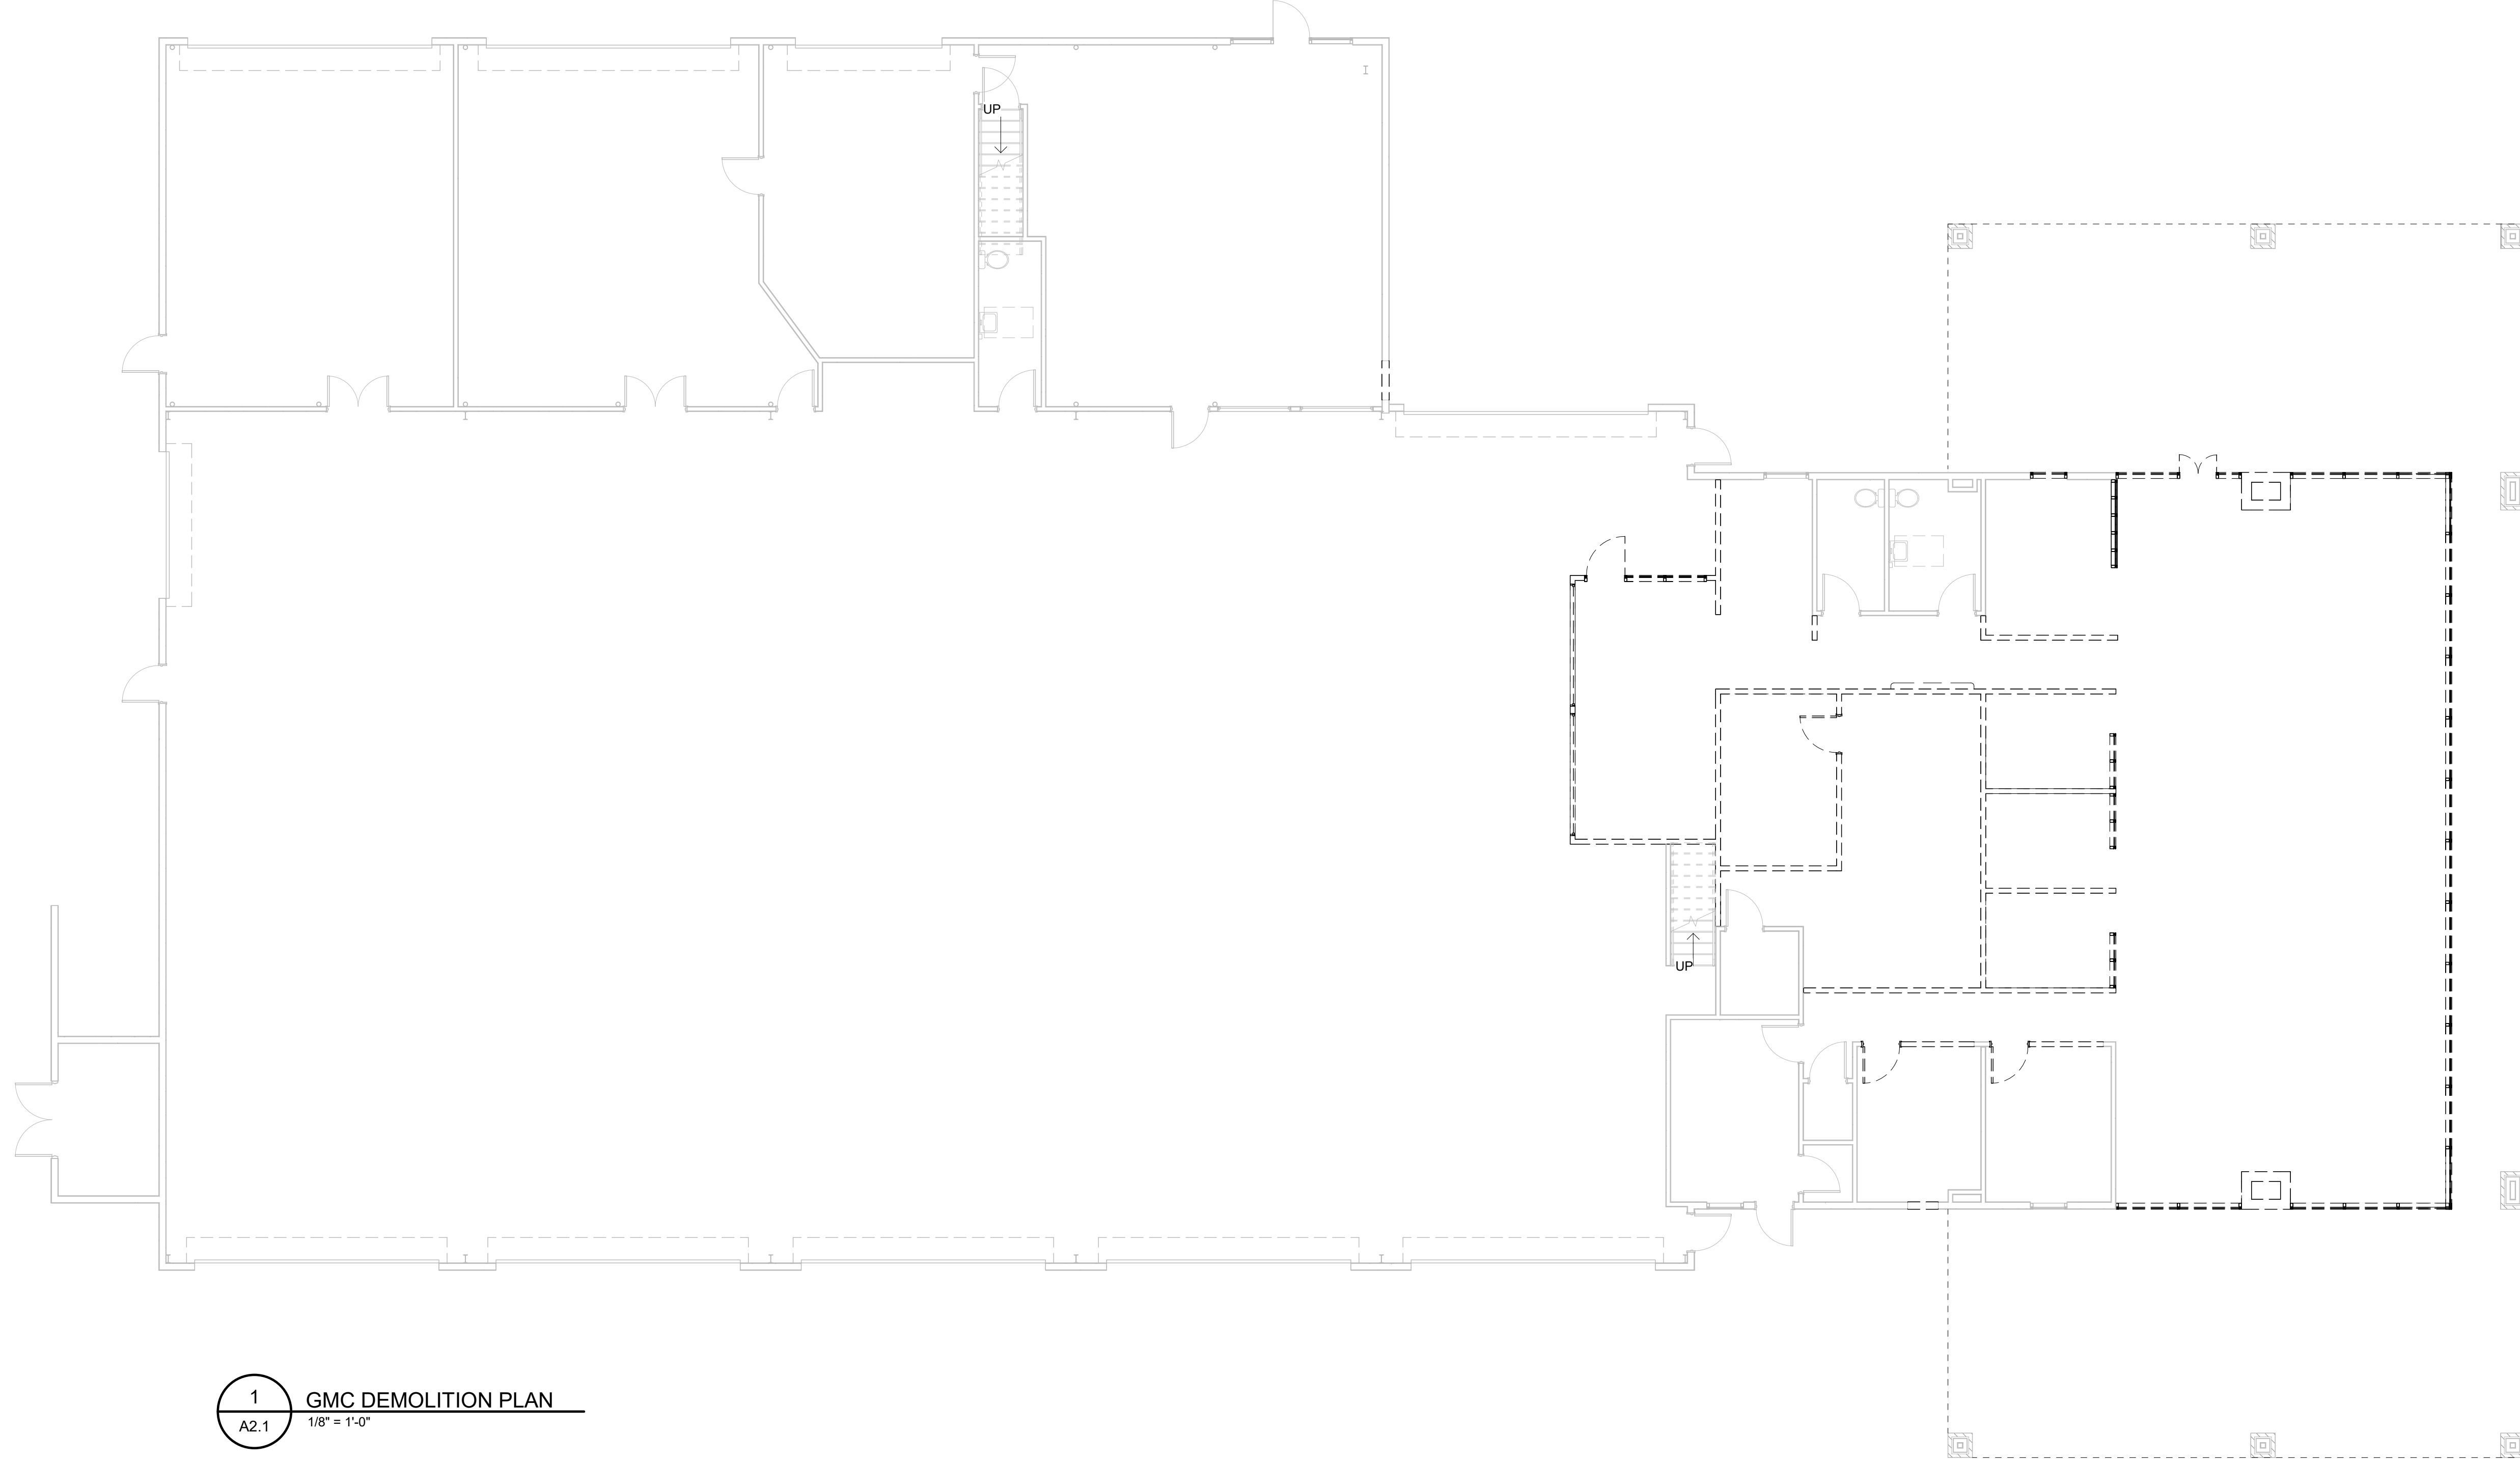 UP
UP
1
GMC DEMOLITION PLAN
A2.1
1/8" = 1'-0"